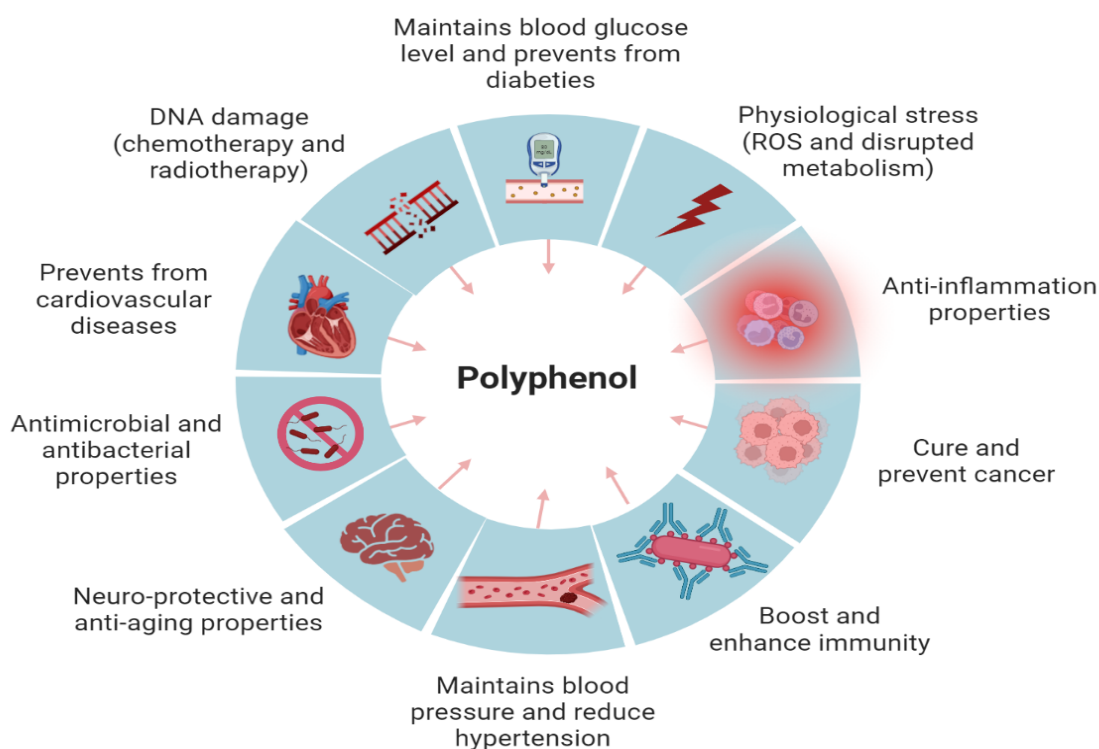 Maintains blood glucose
level and prevents from
diabeties
DNA damage
(chemotherapy and
radiotherapy)
Physiological stress
(ROS and disrupted
metabolism)
Prevents from
cardiovascular
diseases
Anti-inflammation
properties
Polyphenol
Antimicrobial and
antibacterial
properties
Cure and
prevent cancer
Neuro-protective and
anti-aging properties
Boost and
enhance immunity
Maintains blood
pressure and reduce
hypertension